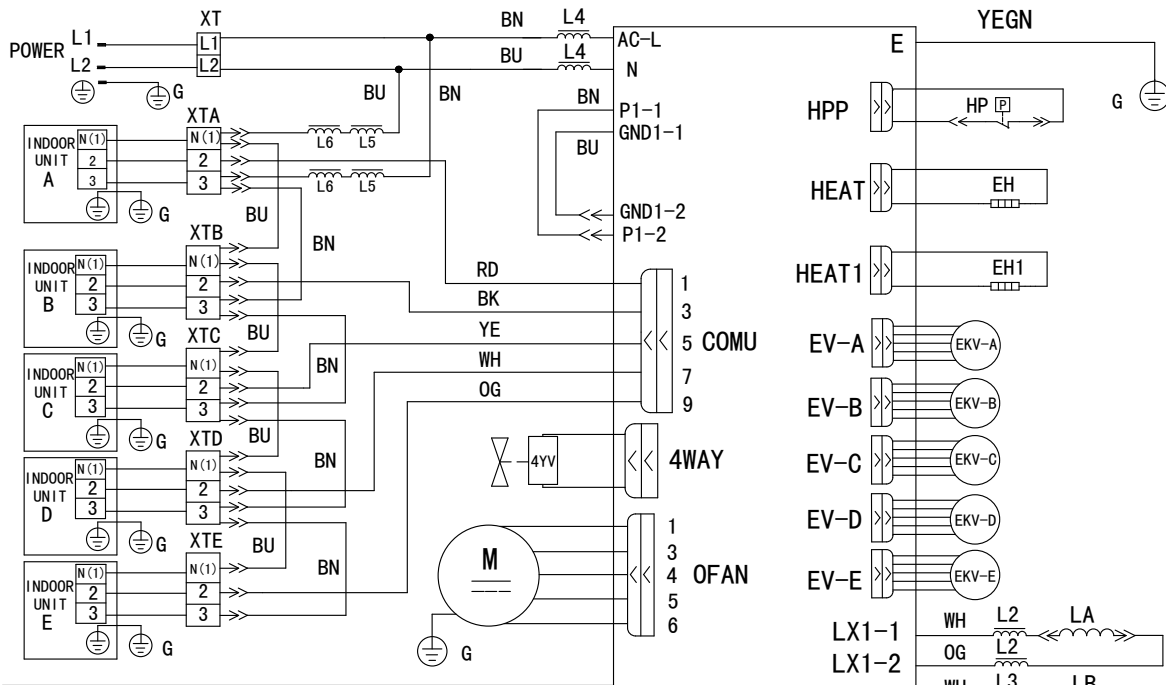 XT BN L4 YEGN
POWER L1 L1 AC-L E
L2 L2 BU L4 N
G BU BN G
XTA BN P1-1 HPP HP P
INDOOR UNIT A N(1) N(1) L6 L5 GND1-1
2 2 BU
3 3 L6 L5 HEAT EH
G BU GND1-2
XTB BN P1-2
INDOOR UNIT B N(1) N(1) RD 1 HEAT1 EH1
2 2 BK 3
3 3
G BU YE 5 COMU EV-A EKV-A
XTC
INDOOR UNIT C N(1) N(1) BN WH 7
2 2 OG 9 EV-B EKV-B
3 3
G BU
XTD 4YV 4WAY EV-C EKV-C
INDOOR UNIT D N(1) N(1) BN
2 2
3 3 1 EV-D EKV-D
G BU 3
XTE M 4 OFAN
INDOOR UNIT E N(1) N(1) BN 5 EV-E EKV-E
2 2 6
3 3
G G LX1-1 WH L2 LA
LX1-2 OG L2
WH L3 LB